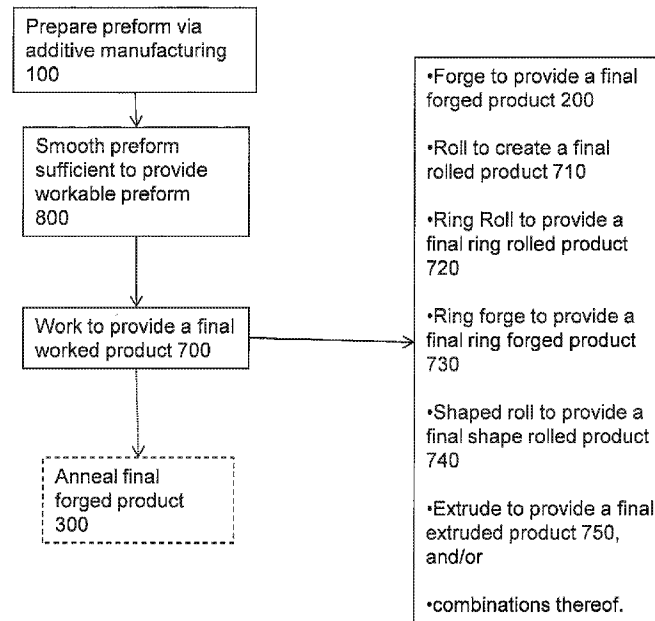 Prepare preform via
additive manufacturing
100
Smooth preform
sufficient to provide
workable preform
800
Work to provide a final
worked product 700
Anneal final
forged product
300
•Forge to provide a final
forged product 200
•Roll to create a final
rolled product 710
•Ring Roll to provide a
final ring rolled product
720
•Ring forge to provide a
final ring forged product
730
•Shaped roll to provide a
final shape rolled product
740
•Extrude to provide a final
extruded product 750,
and/or
•combinations thereof.